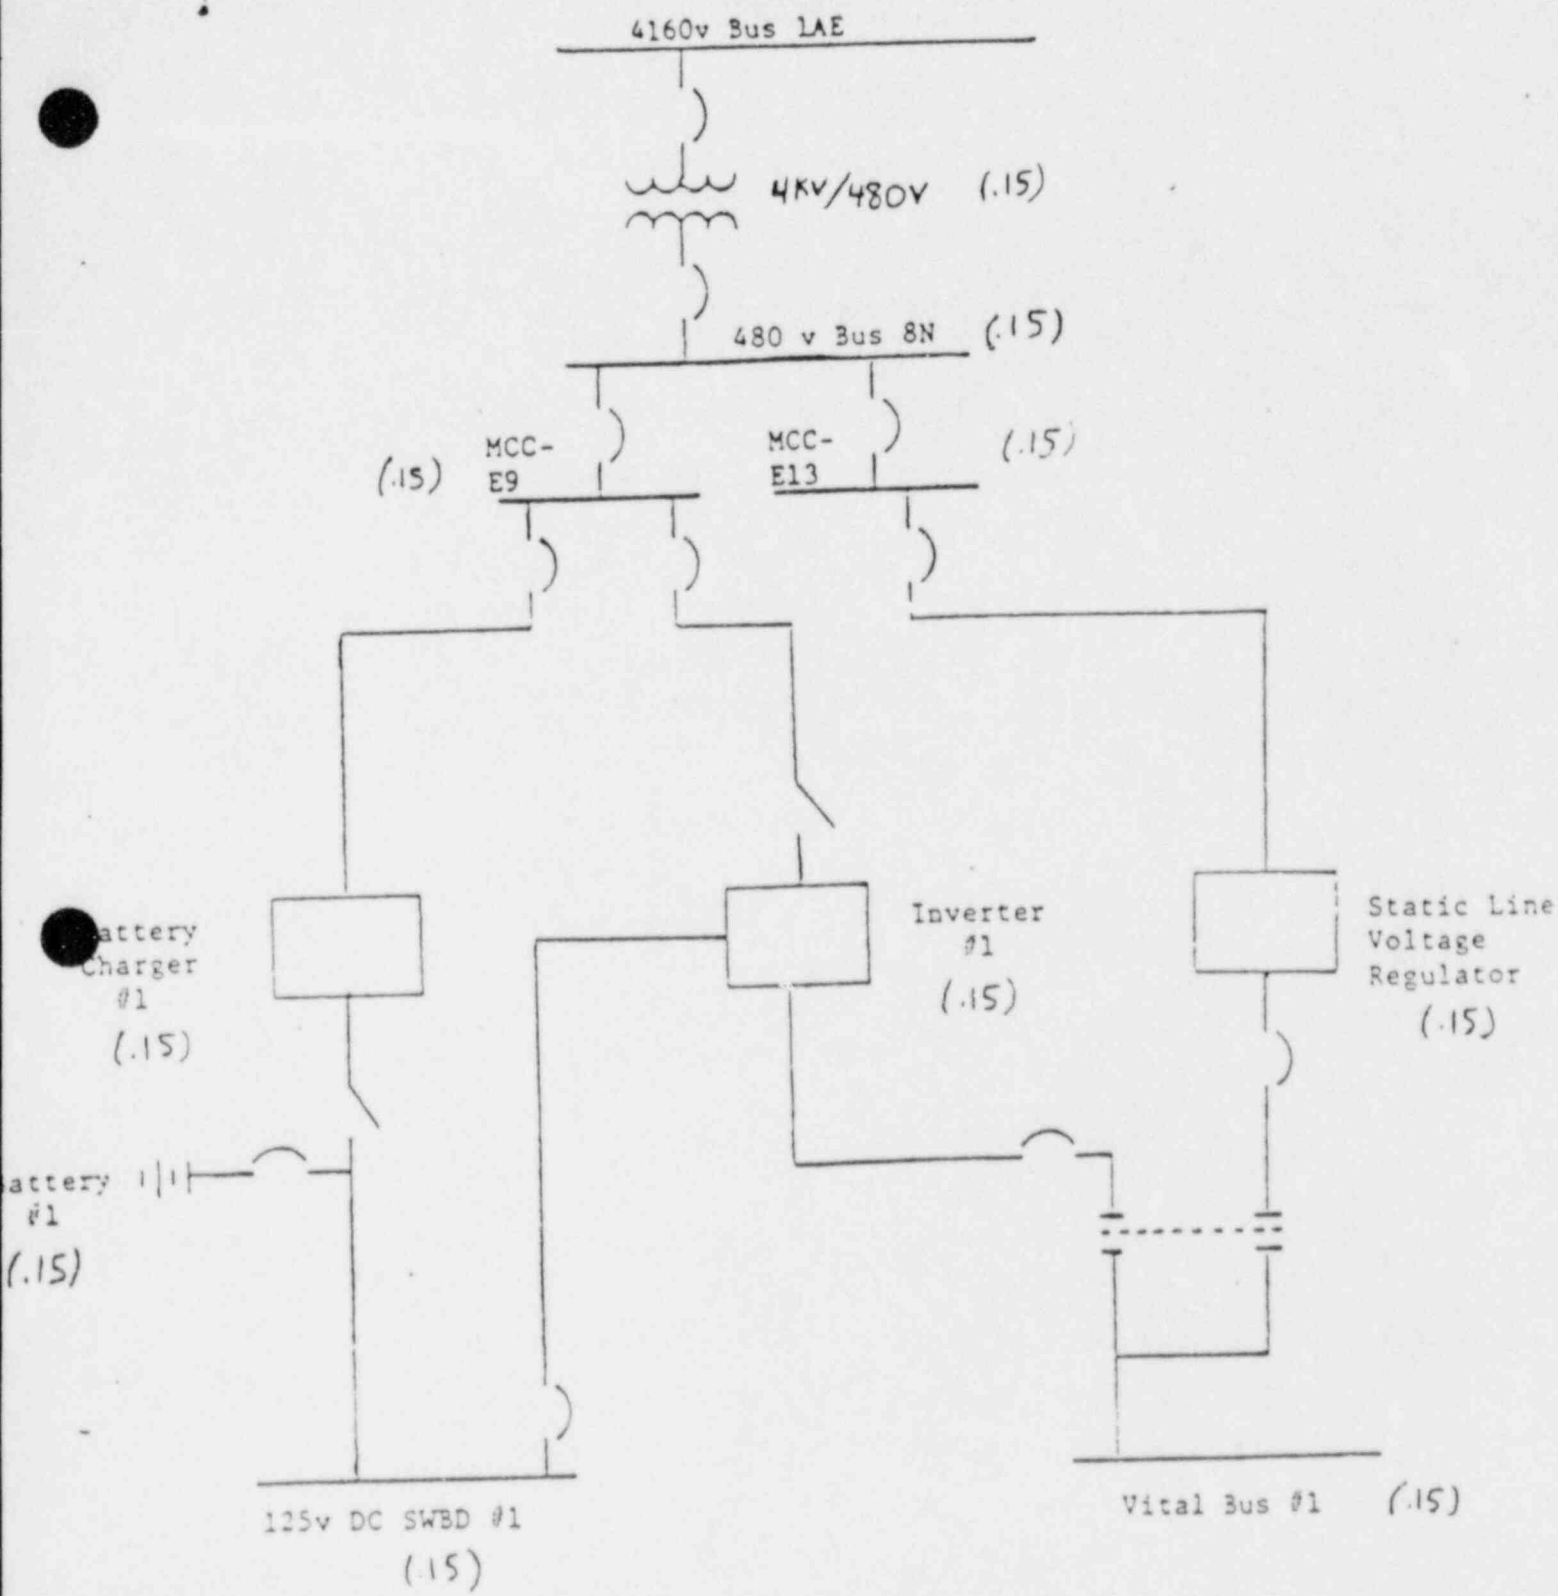 4160v Bus 1AE
4KV/480V (.15)
480 v Bus 8N (.15)
MCC-
E9
(.15)
MCC-
E13
(.15)
Inverter
#1
(.15)
Static Line
Voltage
Regulator
(.15)
attery
Charger
#1
(.15)
attery
#1
(.15)
125v DC SWBD #1
(.15)
Vital Bus #1 (.15)